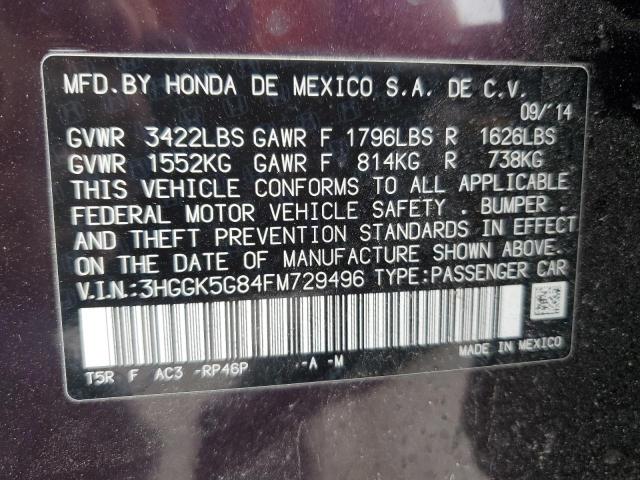 MFD.BY HONDA DE MEXICO S.A. DE C.V.
09/'14
GVWR 3422LBS GAWR F 1796LBS R 1626LBS
GVWR 1552KG GAWR F 814KG R 738KG
THIS VEHICLE CONFORMS TO ALL APPLICABLE
FEDERAL MOTOR VEHICLE SAFETY . BUMPER .
AND THEFT PREVENTION STANDARDS IN EFFECT
ON THE DATE OF MANUFACTURE SHOWN ABOVE.
V.I.N.:3HGGK5G84FM729496 TYPE:PASSENGER CAR
T5R F AC3 -RP46P -A -M
MADE IN MEXICO